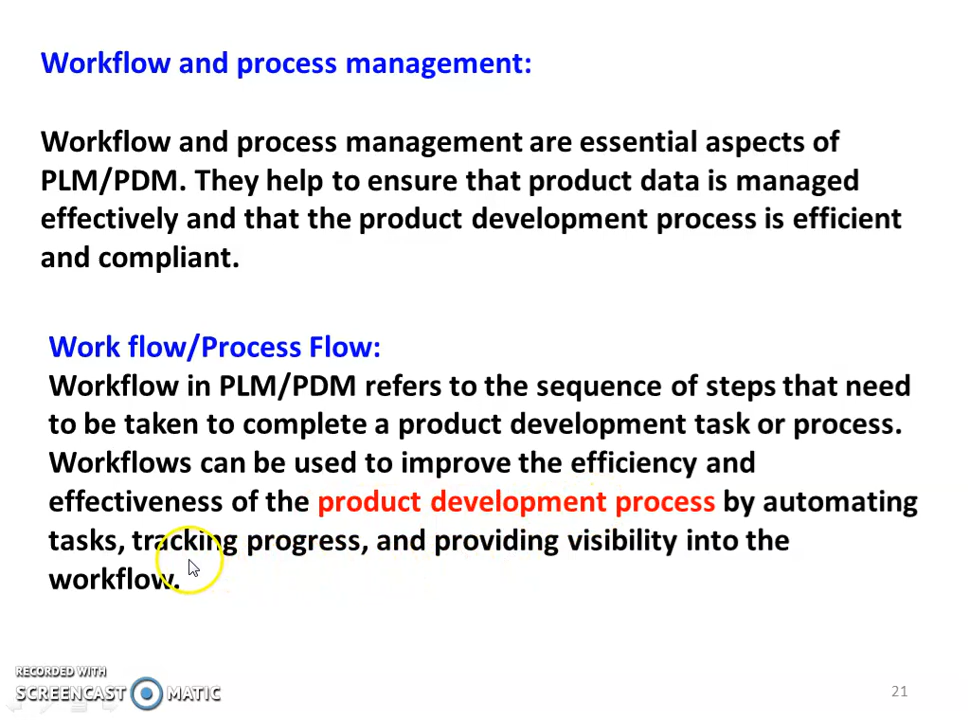 Workflow and process management:
Workflow and process management are essential aspects of
PLM/PDM. They help to ensure that product data is managed
effectively and that the product development process is efficient
and compliant.
Work flow/Process Flow:
Workflow in PLM/PDM refers to the sequence of steps that need
to be taken to complete a product development task or process.
Workflows can be used to improve the efficiency and
effectiveness of the product development process by automating
tasks, tracking progress, and providing visibility into the
workflow.
RECORDED WITH
SCREENCAST MATIC
21